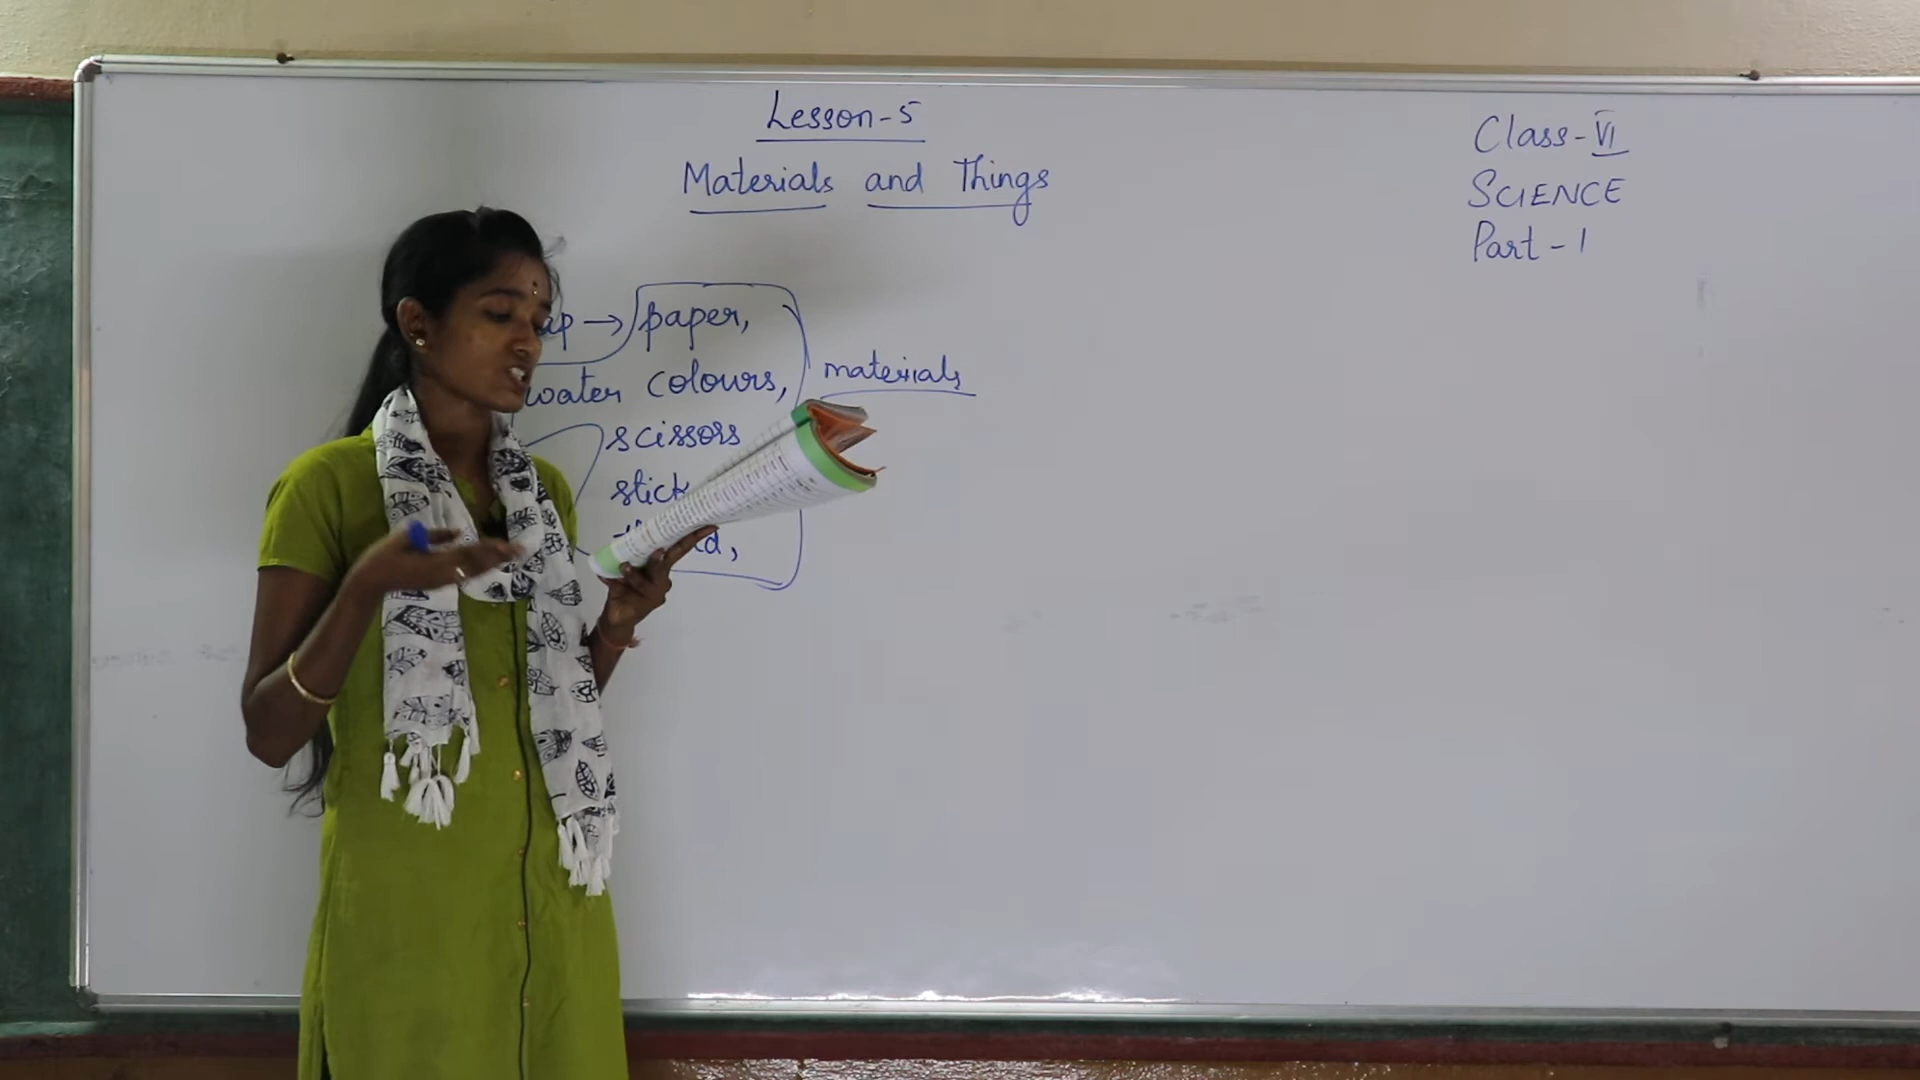 Lesson-5
Materials and Things
Class-VI
SCIENCE
Part-1
→ paper,
water colours,
materials
scissors
stick